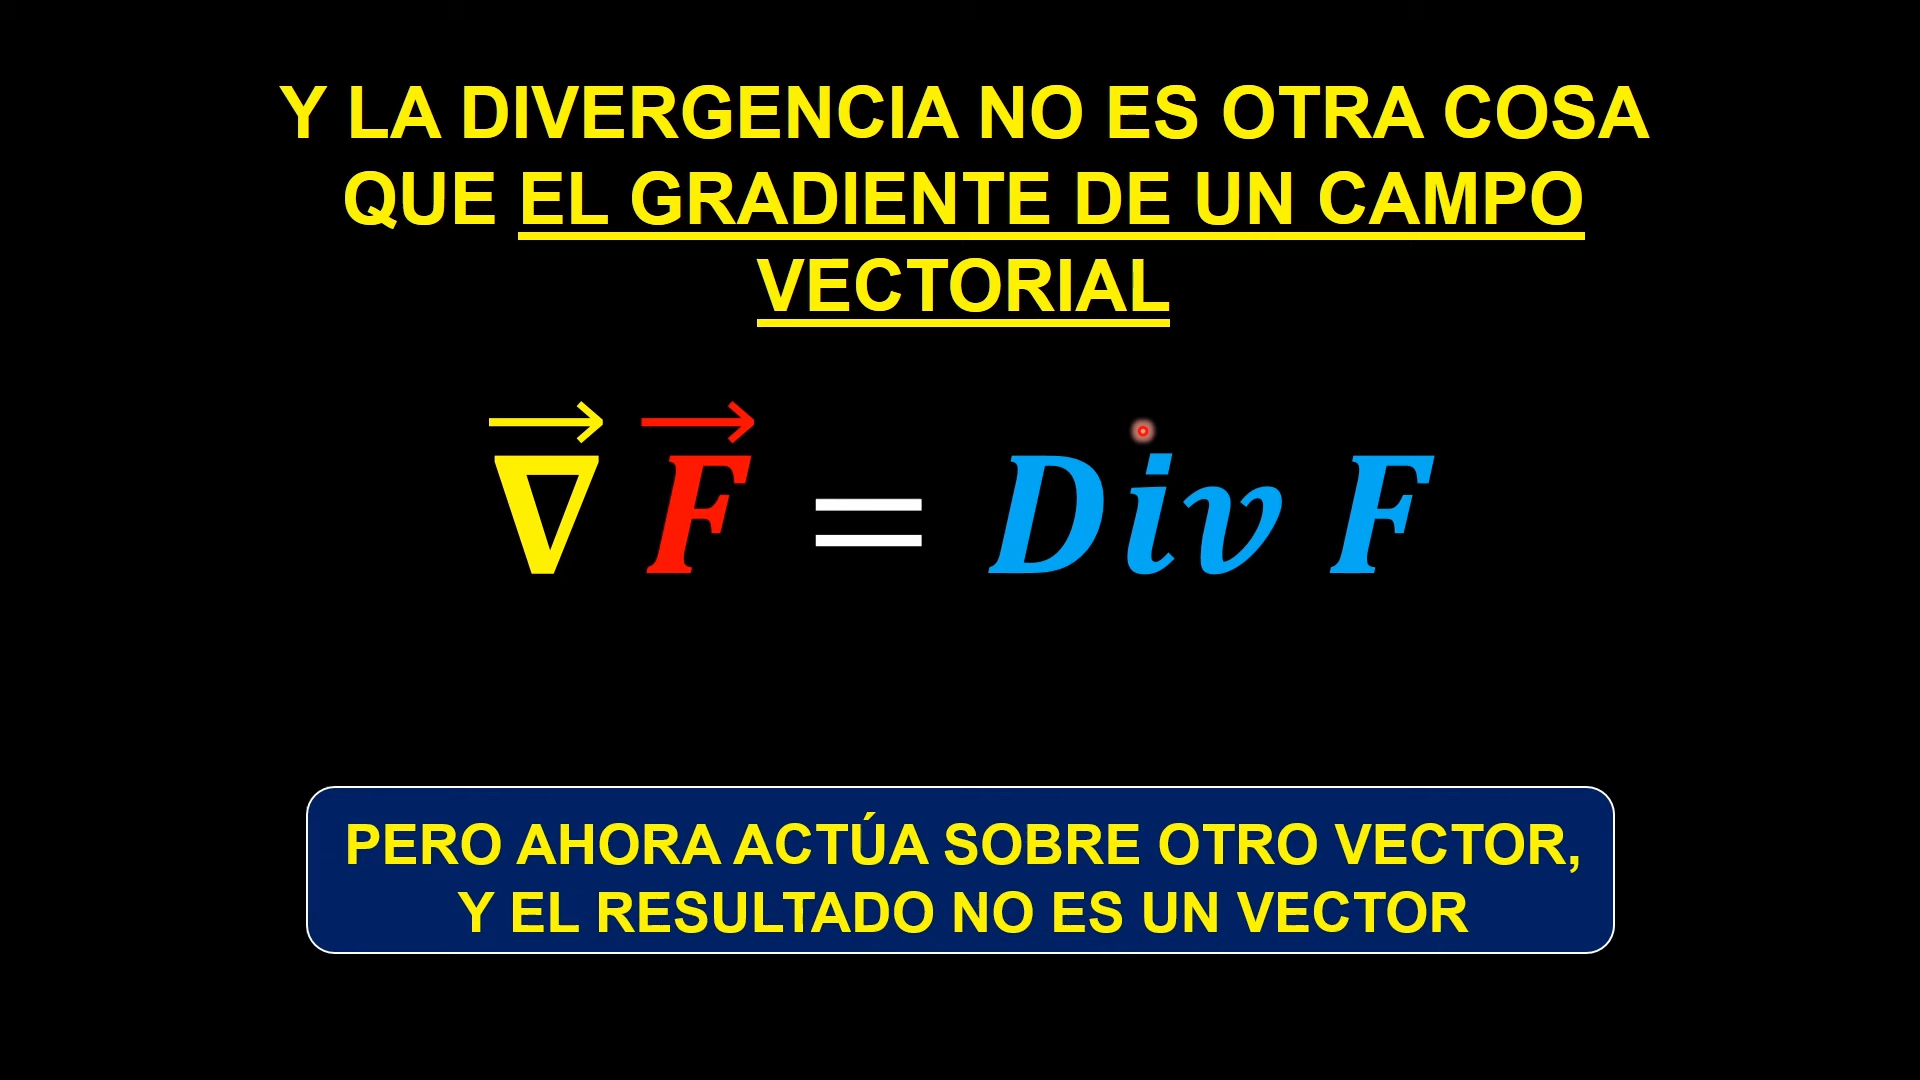 Y LA DIVERGENCIA NO ES OTRA COSA
QUE EL GRADIENTE DE UN CAMPO
VECTORIAL
∇⃗ F⃗ = Div F
PERO AHORA ACTÚA SOBRE OTRO VECTOR,
Y EL RESULTADO NO ES UN VECTOR